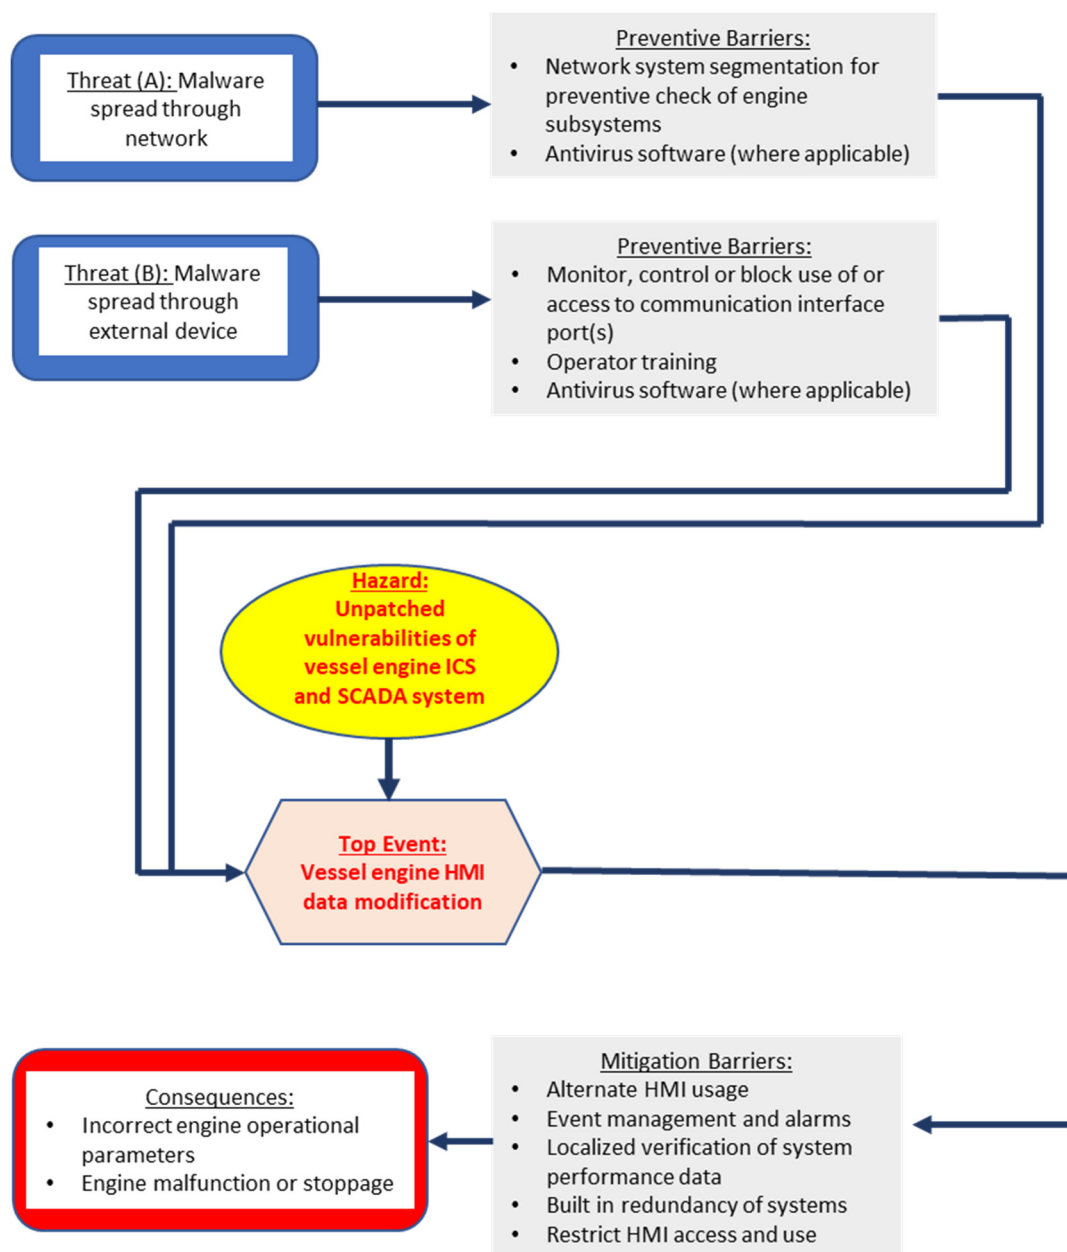 Threat (A): Malware
spread through
network
Preventive Barriers:
• Network system segmentation for
preventive check of engine
subsystems
• Antivirus software (where applicable)
Threat (B): Malware
spread through
external device
Preventive Barriers:
• Monitor, control or block use of or
access to communication interface
port(s)
• Operator training
• Antivirus software (where applicable)
Hazard:
Unpatched
vulnerabilities of
vessel engine ICS
and SCADA system
Top Event:
Vessel engine HMI
data modification
Consequences:
• Incorrect engine operational
parameters
• Engine malfunction or stoppage
Mitigation Barriers:
• Alternate HMI usage
• Event management and alarms
• Localized verification of system
performance data
• Built in redundancy of systems
• Restrict HMI access and use